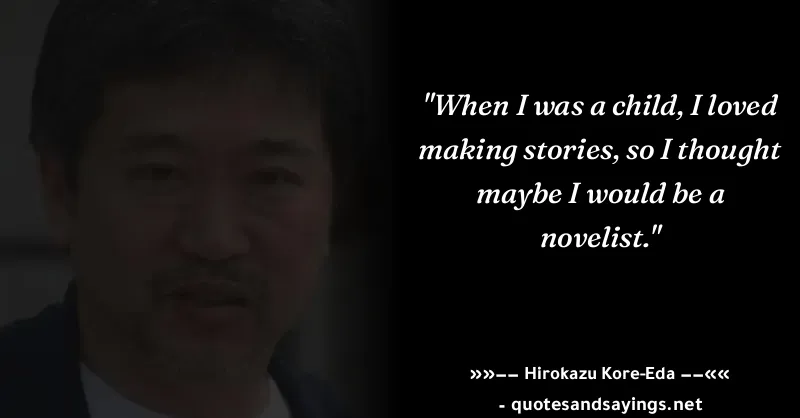 "When I was a child, I loved
making stories, so I thought
maybe I would be a
novelist."
»»−− Hirokazu Kore-Eda −−««
- quotesandsayings.net